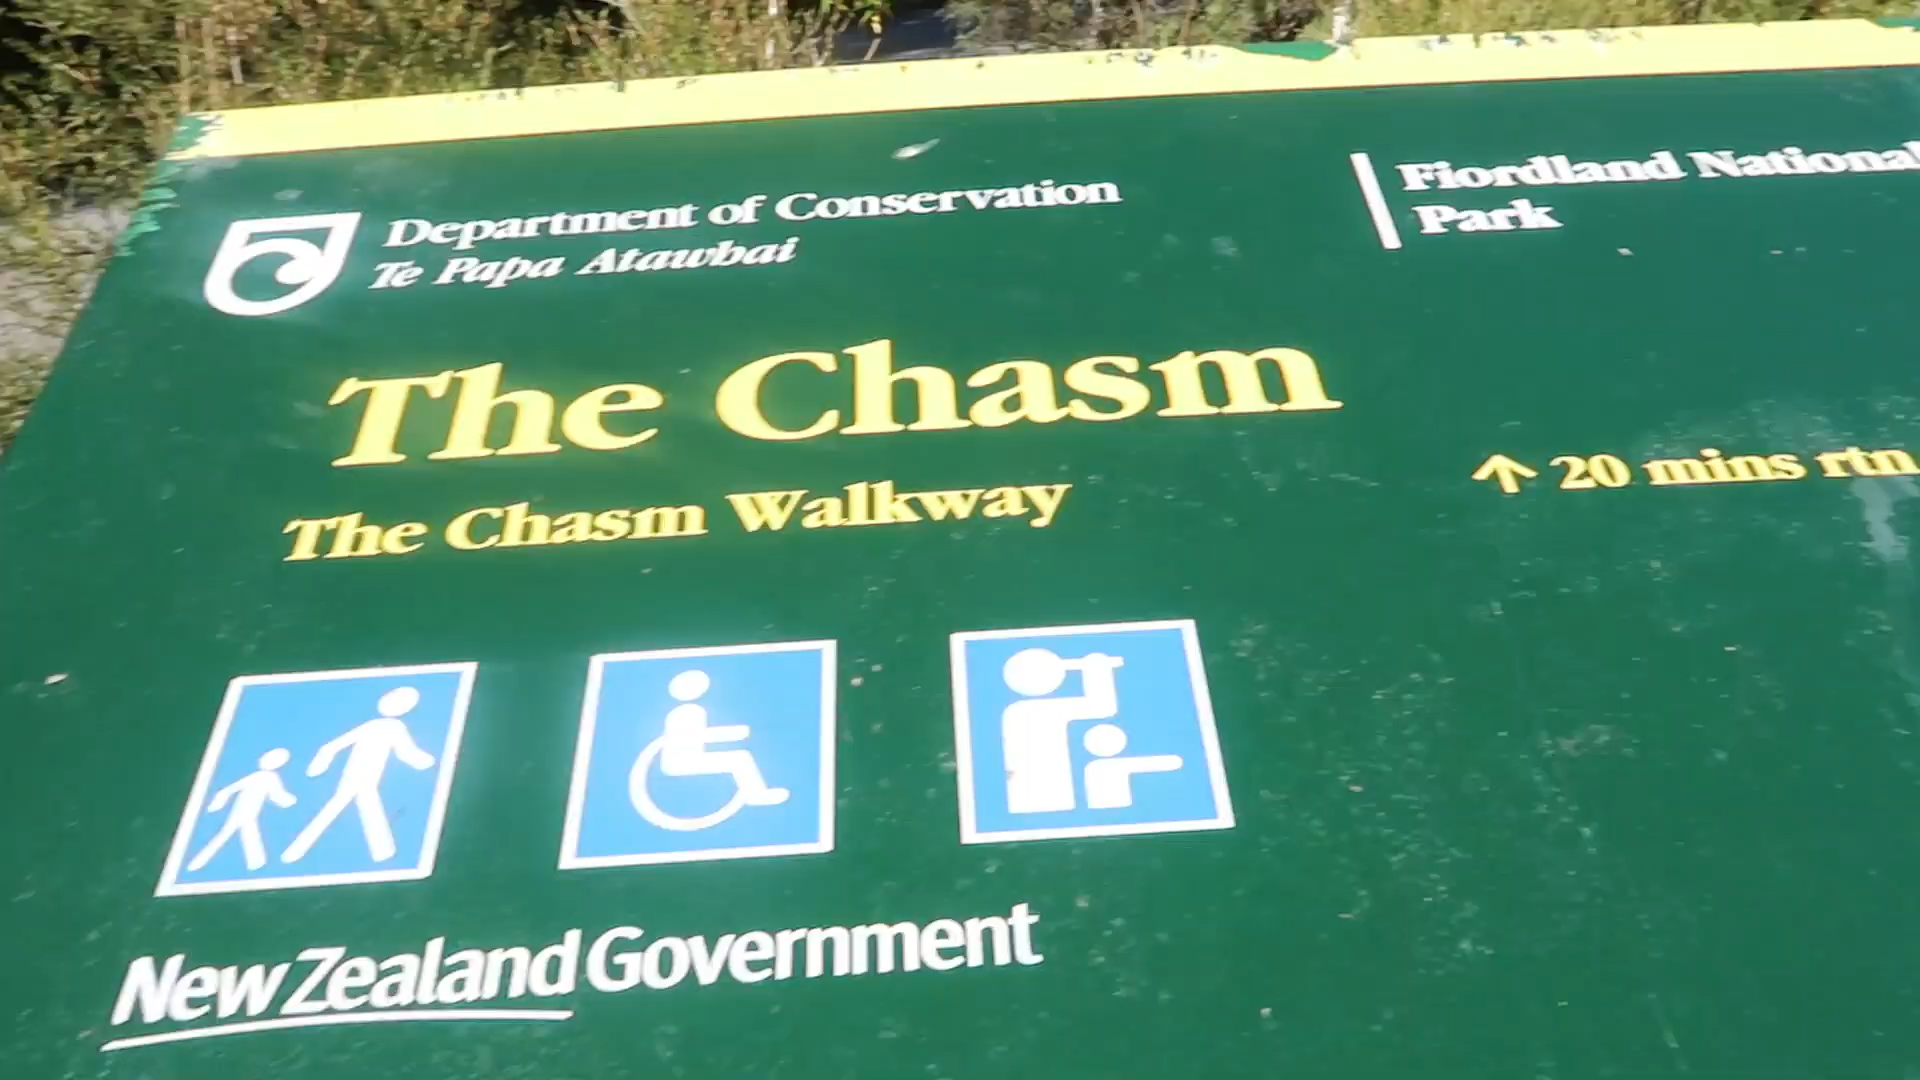 Department of Conservation
Te Papa Atawbai
Fiordland National
Park
The Chasm
The Chasm Walkway
↑ 20 mins rtn
New Zealand Government